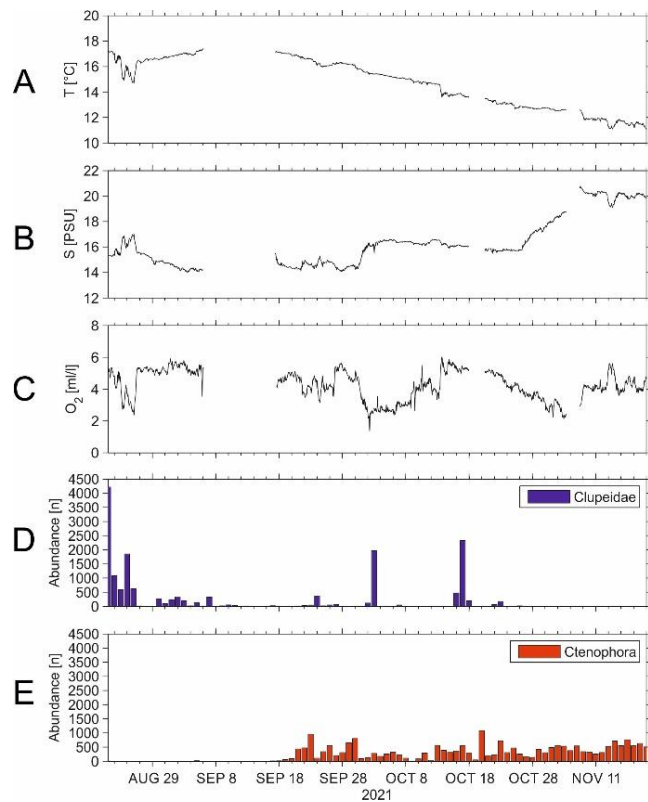 A
T [°C]
20
18
16
14
12
10
B
S [PSU]
22
20
18
16
14
12
C
O2 [ml/l]
8
6
4
2
0
D
Abundance [n]
4500
4000
3500
3000
2500
2000
1500
1000
500
0
Clupeidae
E
Abundance [n]
4500
4000
3500
3000
2500
2000
1500
1000
500
0
Ctenophora
AUG 29 SEP 8 SEP 18 SEP 28 OCT 8 OCT 18 OCT 28 NOV 11
2021